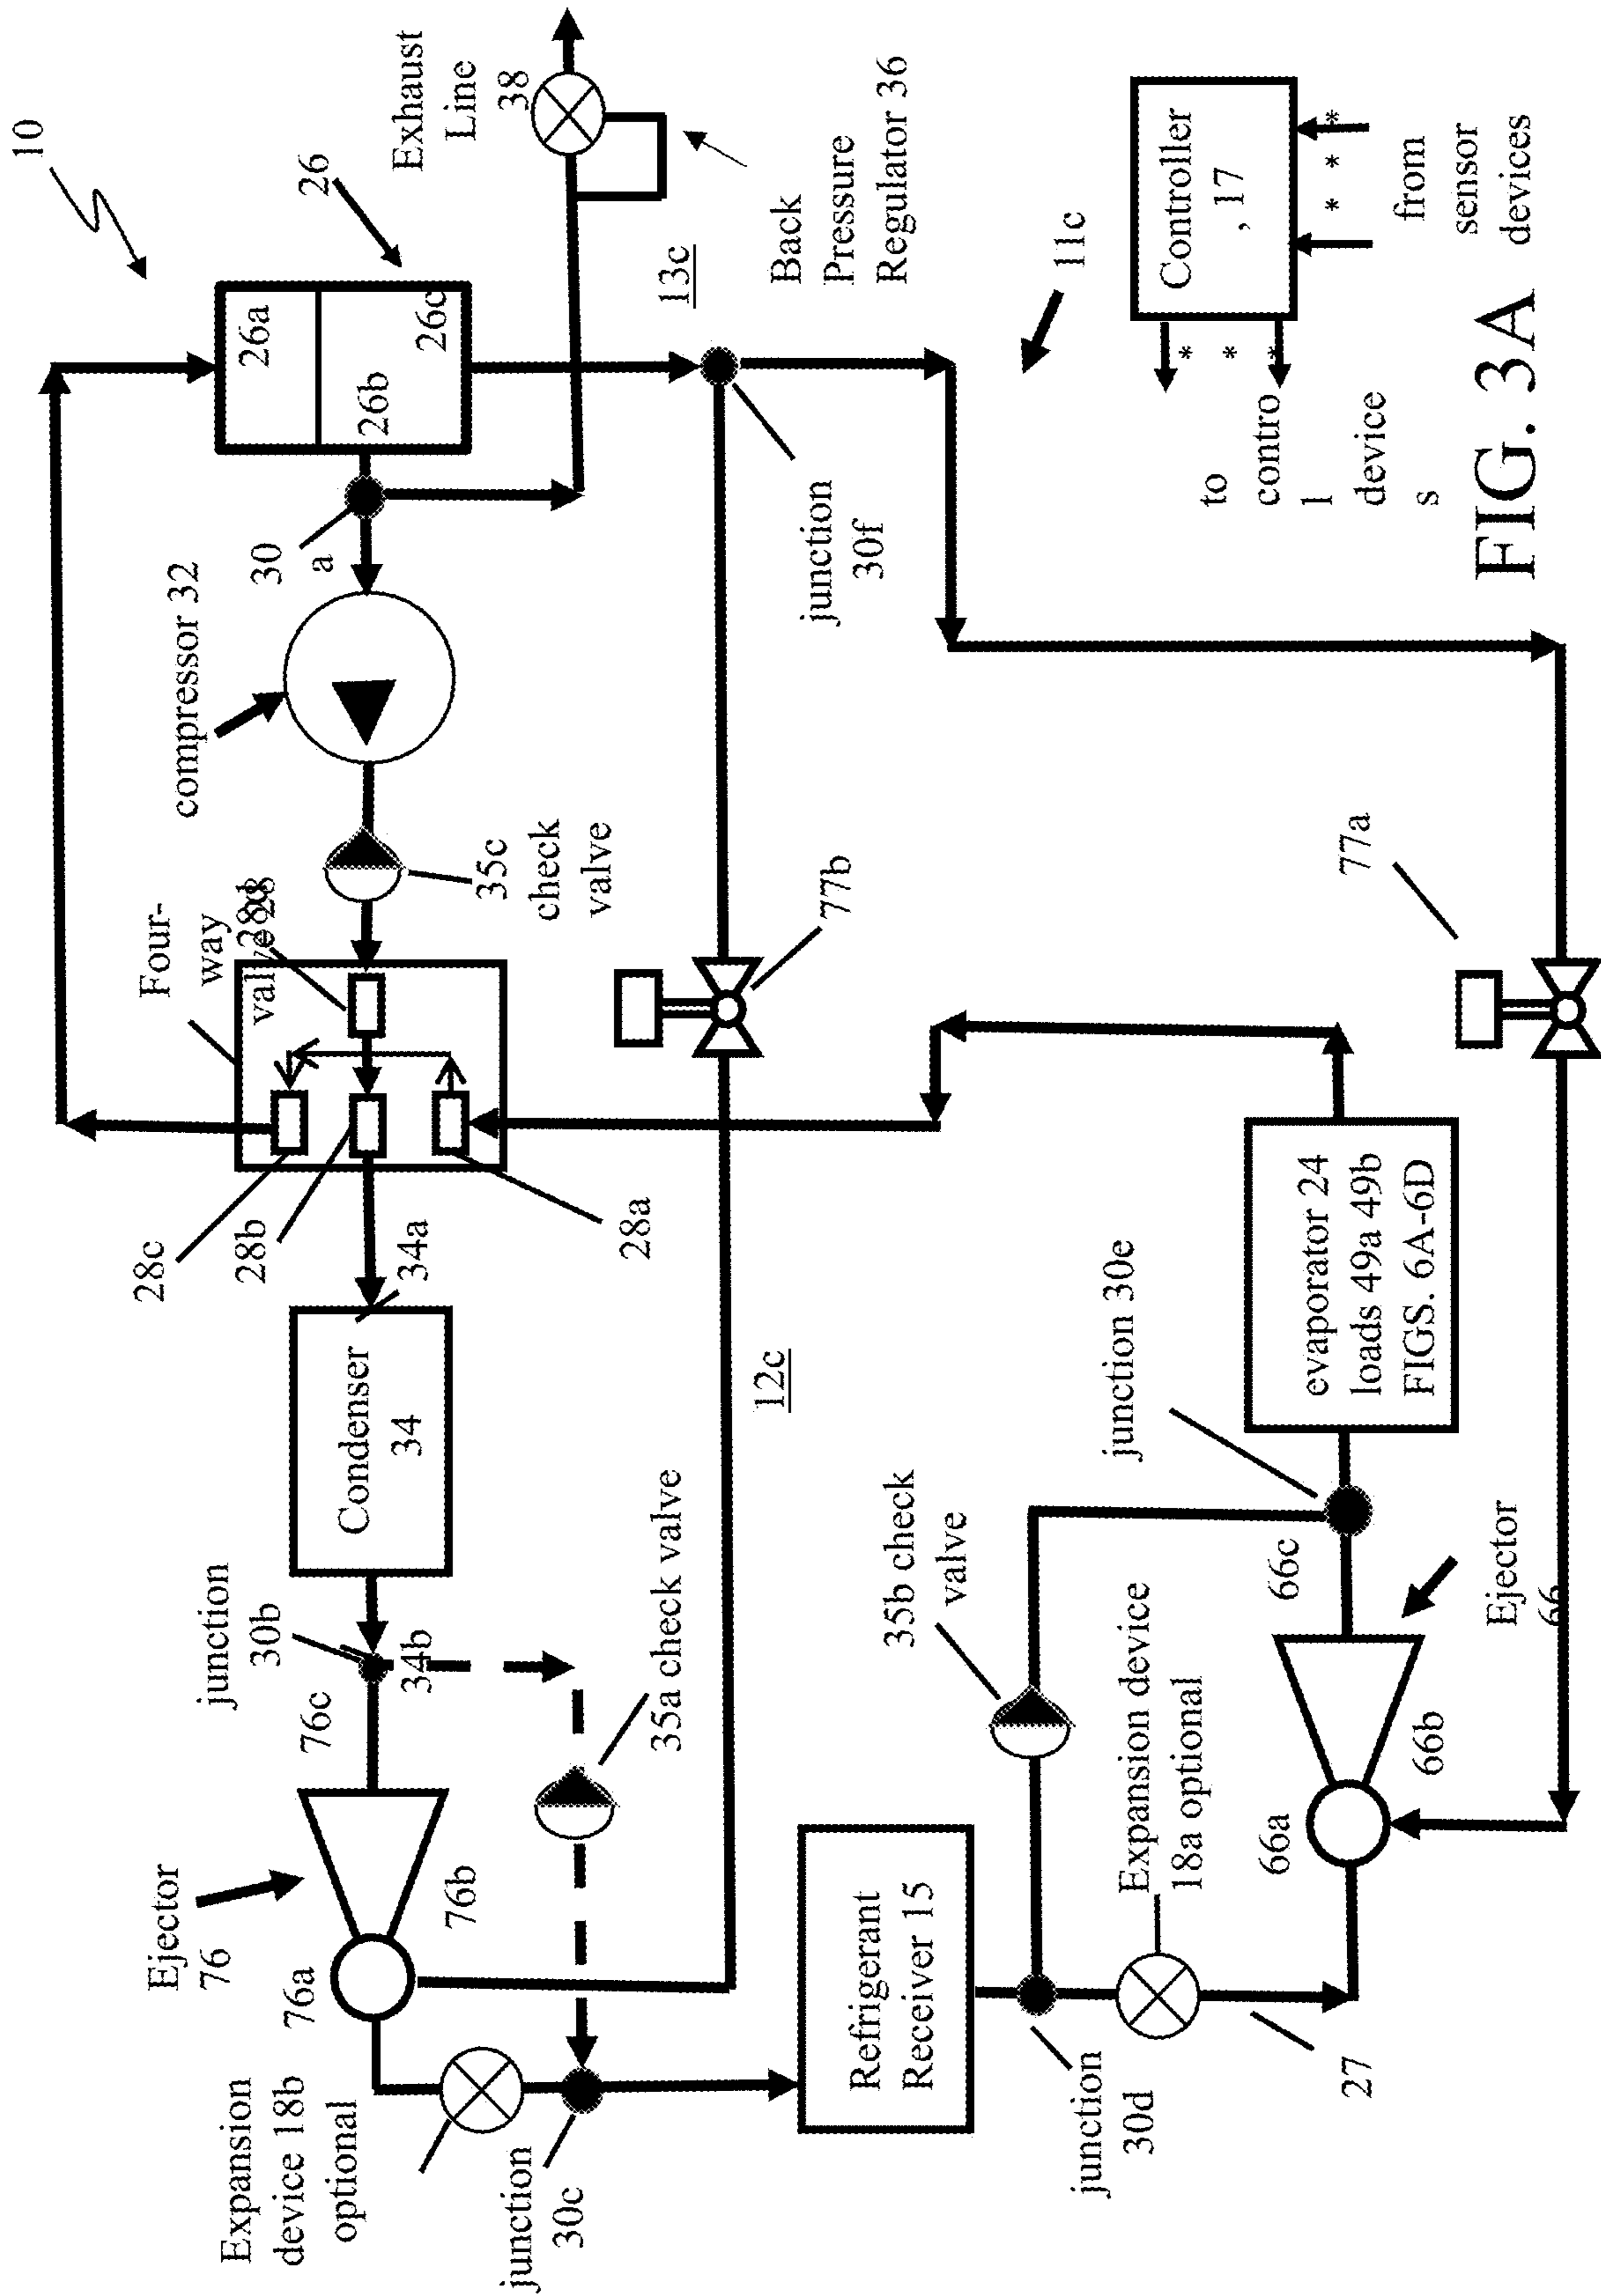 10
26
26a
26b
26c
Exhaust
Line
38
Back
Pressure
Regulator 36
13c
11c
Controller
, 17
* * *
from
sensor
devices
* * *
to
contro
l
device
s
FIG. 3A
30
a
compressor 32
35c
check
valve
Four-
way
valve 28
28d
28c
28b
28a
34a
Condenser
34
junction
30b
34b
76c
35a check valve
Ejector
76
76a
76b
Expansion
device 18b
optional
junction
30c
junction
30f
77b
77a
12c
Refrigerant
Receiver 15
junction
30d
35b check
valve
Expansion device
18a optional
27
66a
66b
66c
Ejector
66
junction 30e
evaporator 24
loads 49a 49b
FIGS. 6A-6D